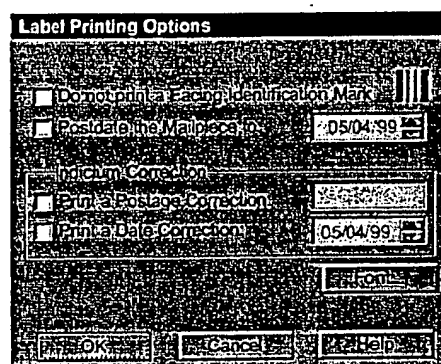 Label Printing Options
Do not print a Facing Identification Mark
Postdate the Mailpiece to: 05/04/99
Indicium Correction
Print a Postage Correction:
Print a Date Correction: 05/04/99
Font
OK Cancel Help